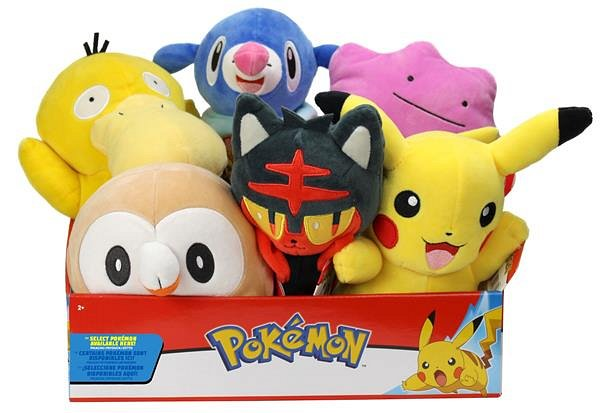 2+
~ SELECT POKÉMON
AVAILABLE HERE!
~ CERTAINS POKÉMON SONT
DISPONIBLES ICI!
~ ¡SELECCIONE POKÉMON
DISPONIBLES AQUÍ!
POKÉMON